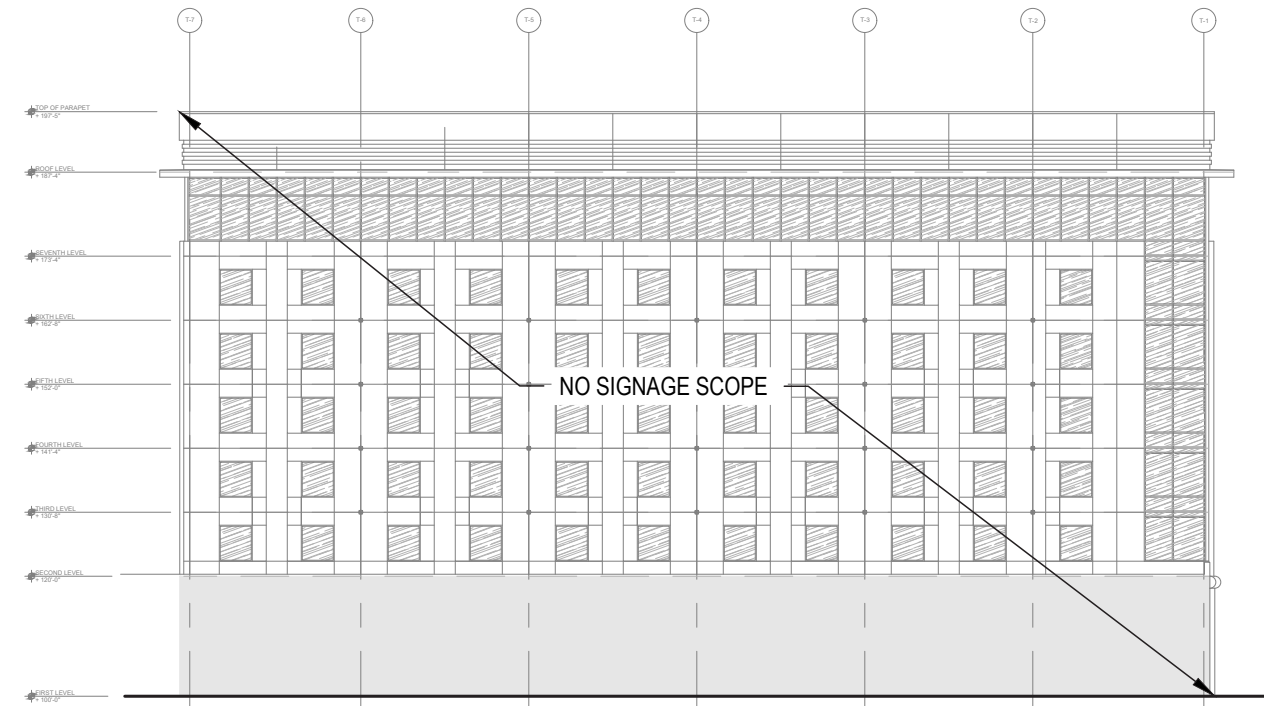 T-7 T-6 T-5 T-4 T-3 T-2 T-1
TOP OF PARAPET
+ 197'-5"
ROOF LEVEL
+ 187'-4"
SEVENTH LEVEL
+ 173'-4"
SIXTH LEVEL
+ 162'-8"
FIFTH LEVEL
+ 152'-0"
NO SIGNAGE SCOPE
FOURTH LEVEL
+ 141'-4"
THIRD LEVEL
+ 130'-8"
SECOND LEVEL
+ 120'-0"
FIRST LEVEL
+ 100'-0"